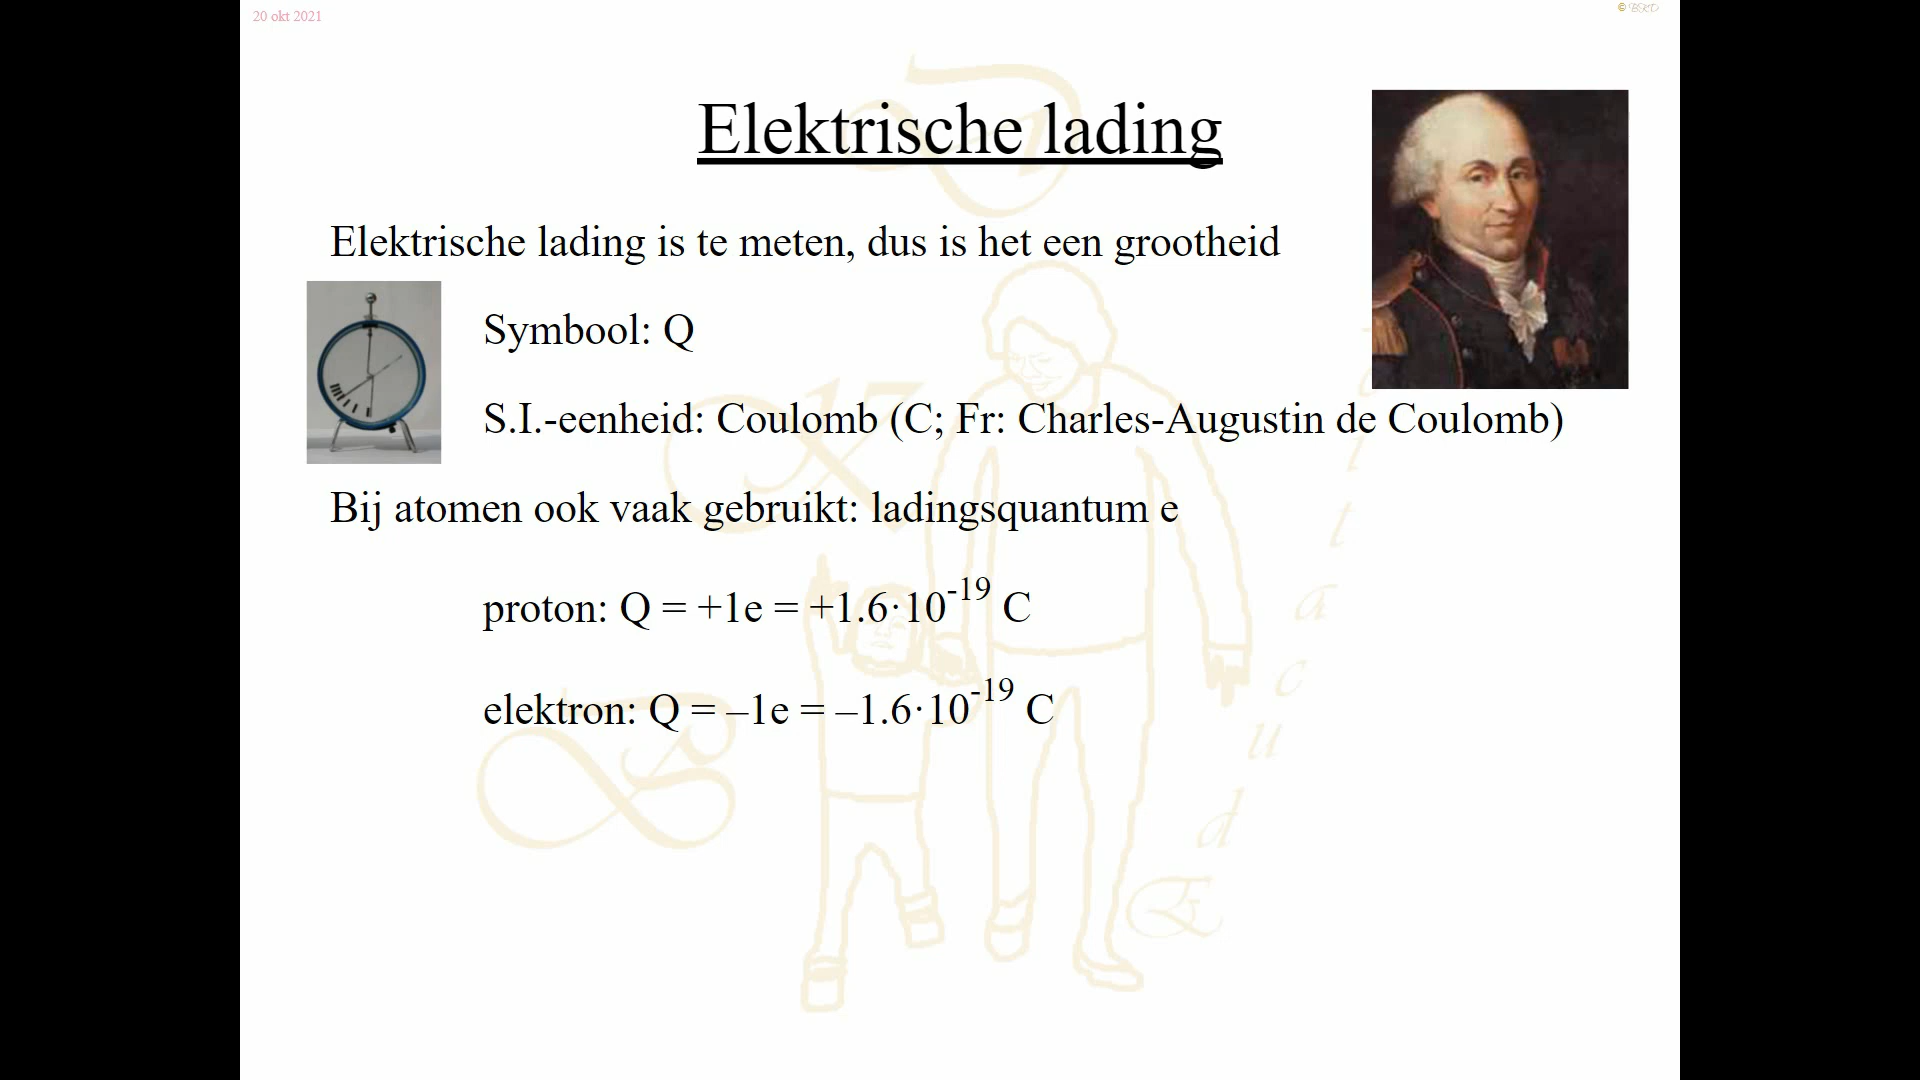 20 okt 2021
© BKD
Elektrische lading
Elektrische lading is te meten, dus is het een grootheid
Symbool: Q
S.I.-eenheid: Coulomb (C; Fr: Charles-Augustin de Coulomb)
Bij atomen ook vaak gebruikt: ladingsquantum e
proton: Q = +1e = +1.6·10^-19 C
elektron: Q = –1e = –1.6·10^-19 C